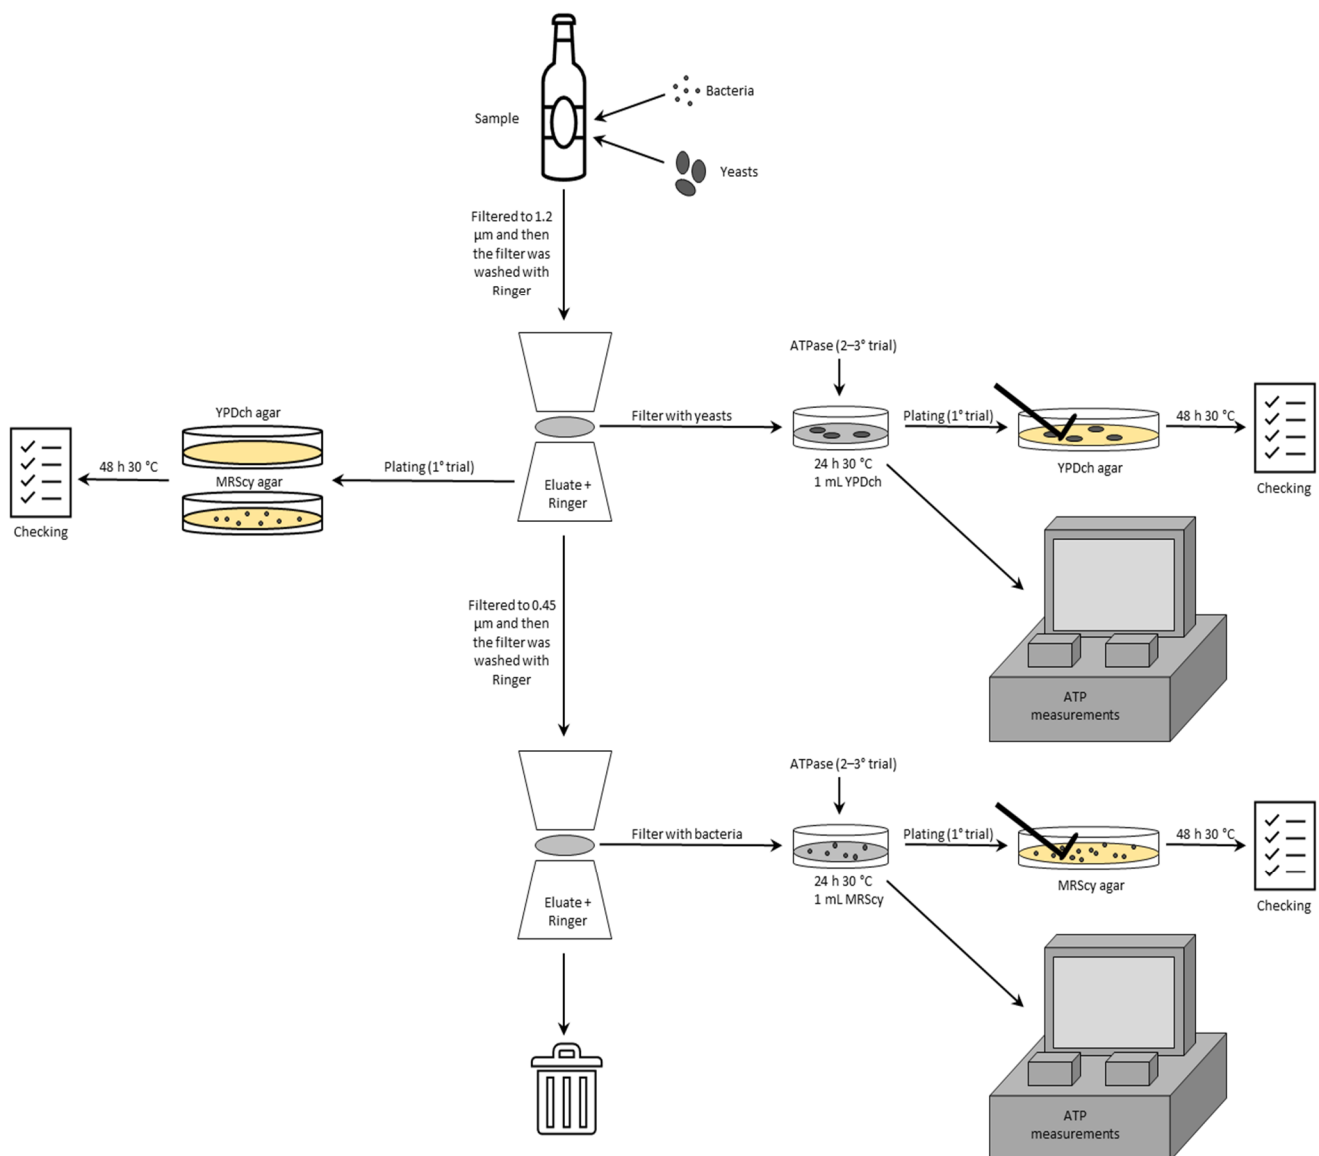 Bacteria
Sample
Yeasts
Filtered to 1.2
µm and then
the filter was
washed with
Ringer
ATPase (2–3° trial)
YPDch agar
Filter with yeasts
Plating (1° trial)
48 h 30 °C
48 h 30 °C
MRScy agar
Plating (1° trial)
24 h 30 °C
1 mL YPDch
YPDch agar
Checking
Eluate +
Ringer
Checking
Filtered to 0.45
µm and then
the filter was
washed with
Ringer
ATP
measurements
ATPase (2–3° trial)
Filter with bacteria
Plating (1° trial)
48 h 30 °C
24 h 30 °C
1 mL MRScy
MRScy agar
Checking
Eluate +
Ringer
ATP
measurements